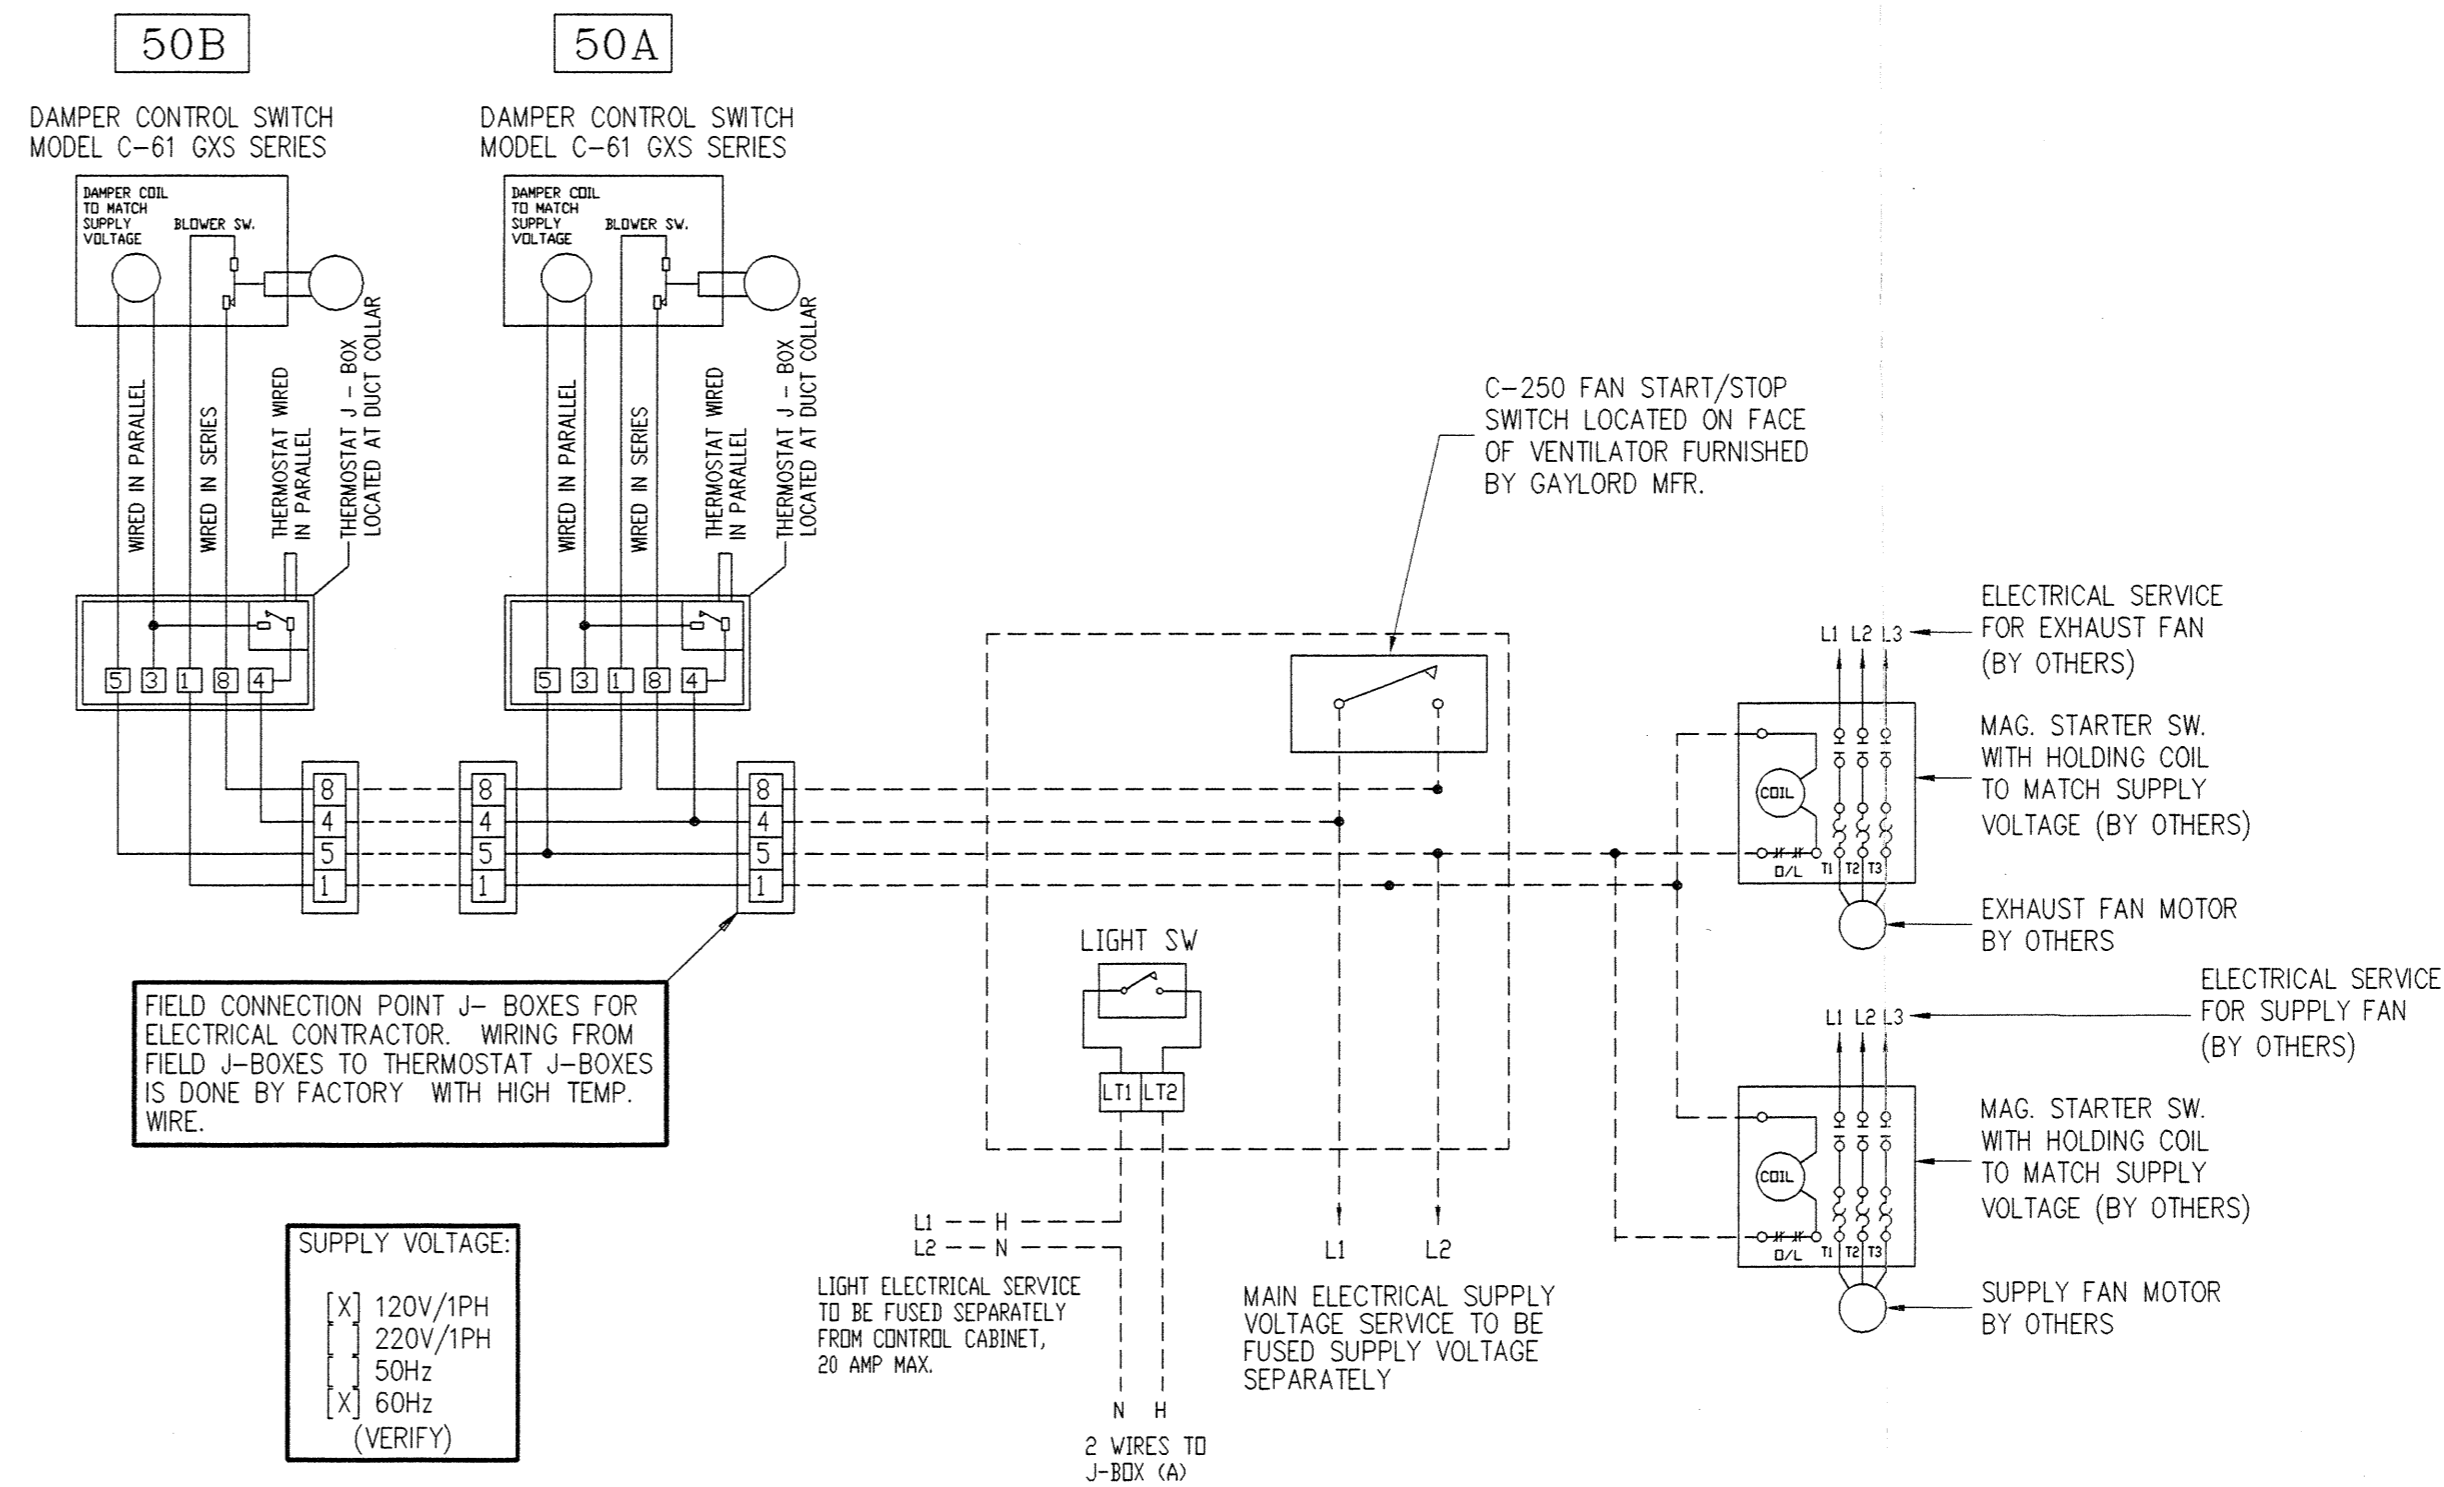 50B
DAMPER CONTROL SWITCH
MODEL C-61 GXS SERIES
DAMPER COIL
TO MATCH
SUPPLY
VOLTAGE
BLOWER SW.
WIRED IN PARALLEL
WIRED IN SERIES
THERMOSTAT WIRED
IN PARALLEL
THERMOSTAT J - BOX
LOCATED AT DUCT COLLAR
5 3 1 8 4
50A
DAMPER CONTROL SWITCH
MODEL C-61 GXS SERIES
DAMPER COIL
TO MATCH
SUPPLY
VOLTAGE
BLOWER SW.
WIRED IN PARALLEL
WIRED IN SERIES
THERMOSTAT WIRED
IN PARALLEL
THERMOSTAT J - BOX
LOCATED AT DUCT COLLAR
5 3 1 8 4
8
4
5
1
8
4
5
1
8
4
5
1
FIELD CONNECTION POINT J- BOXES FOR
ELECTRICAL CONTRACTOR. WIRING FROM
FIELD J-BOXES TO THERMOSTAT J-BOXES
IS DONE BY FACTORY WITH HIGH TEMP.
WIRE.
SUPPLY VOLTAGE:
[X] 120V/1PH
[ ] 220V/1PH
[ ] 50Hz
[X] 60Hz
(VERIFY)
C-250 FAN START/STOP
SWITCH LOCATED ON FACE
OF VENTILATOR FURNISHED
BY GAYLORD MFR.
LIGHT SW
LT1 LT2
L1 H
L2 N
LIGHT ELECTRICAL SERVICE
TO BE FUSED SEPARATELY
FROM CONTROL CABINET,
20 AMP MAX.
N H
2 WIRES TO
J-BOX (A)
L1 L2
MAIN ELECTRICAL SUPPLY
VOLTAGE SERVICE TO BE
FUSED SUPPLY VOLTAGE
SEPARATELY
L1 L2 L3
ELECTRICAL SERVICE
FOR EXHAUST FAN
(BY OTHERS)
COIL
O/L
T1 T2 T3
MAG. STARTER SW.
WITH HOLDING COIL
TO MATCH SUPPLY
VOLTAGE (BY OTHERS)
EXHAUST FAN MOTOR
BY OTHERS
L1 L2 L3
ELECTRICAL SERVICE
FOR SUPPLY FAN
(BY OTHERS)
COIL
O/L
T1 T2 T3
MAG. STARTER SW.
WITH HOLDING COIL
TO MATCH SUPPLY
VOLTAGE (BY OTHERS)
SUPPLY FAN MOTOR
BY OTHERS